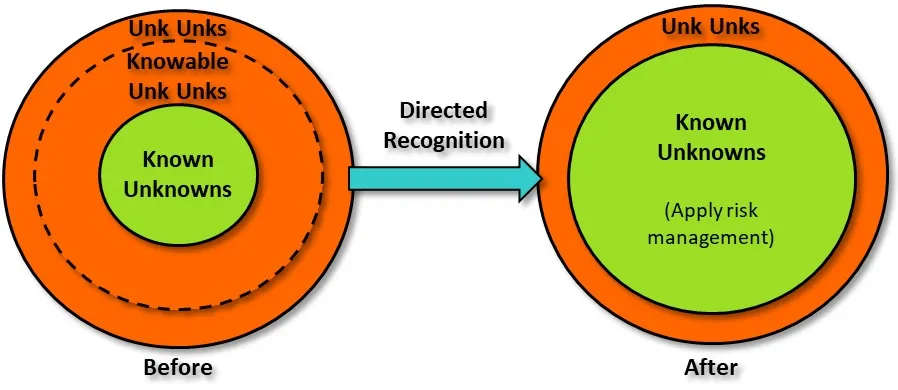 Unk Unks
Knowable
Unk Unks
Known
Unknowns
Before
Directed
Recognition
Unk Unks
Known
Unknowns
(Apply risk
management)
After